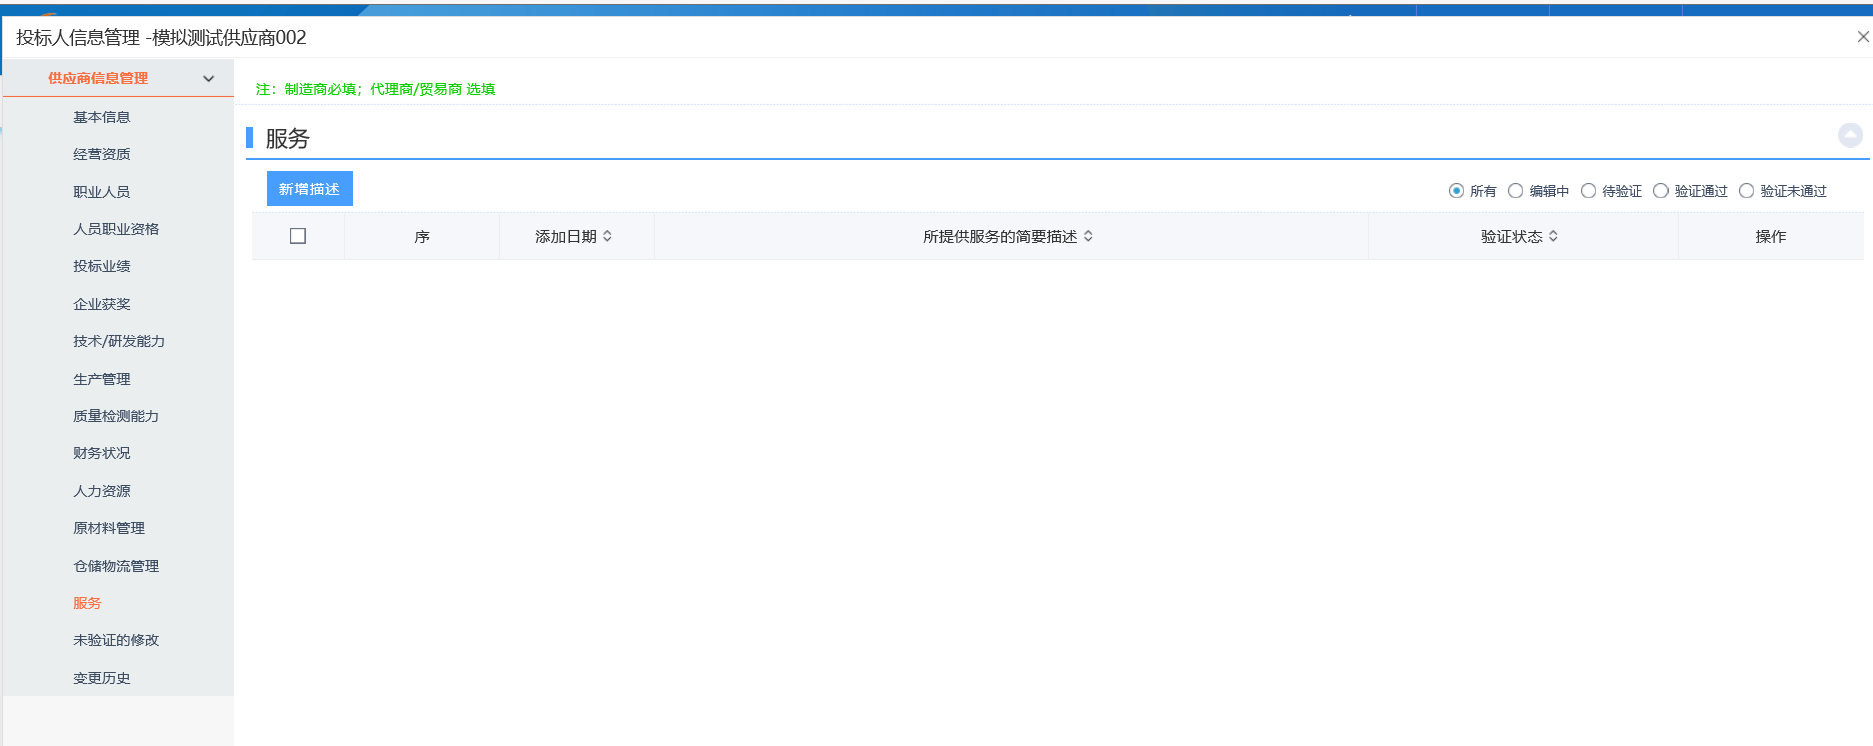 投标人信息管理 -模拟测试供应商002
供应商信息管理
基本信息
经营资质
职业人员
人员职业资格
投标业绩
企业获奖
技术/研发能力
生产管理
质量检测能力
财务状况
人力资源
原材料管理
仓储物流管理
服务
未验证的修改
变更历史
注：制造商必填；代理商/贸易商 选填
服务
新增描述
所有 编辑中 待验证 验证通过 验证未通过
序 添加日期 所提供服务的简要描述 验证状态 操作